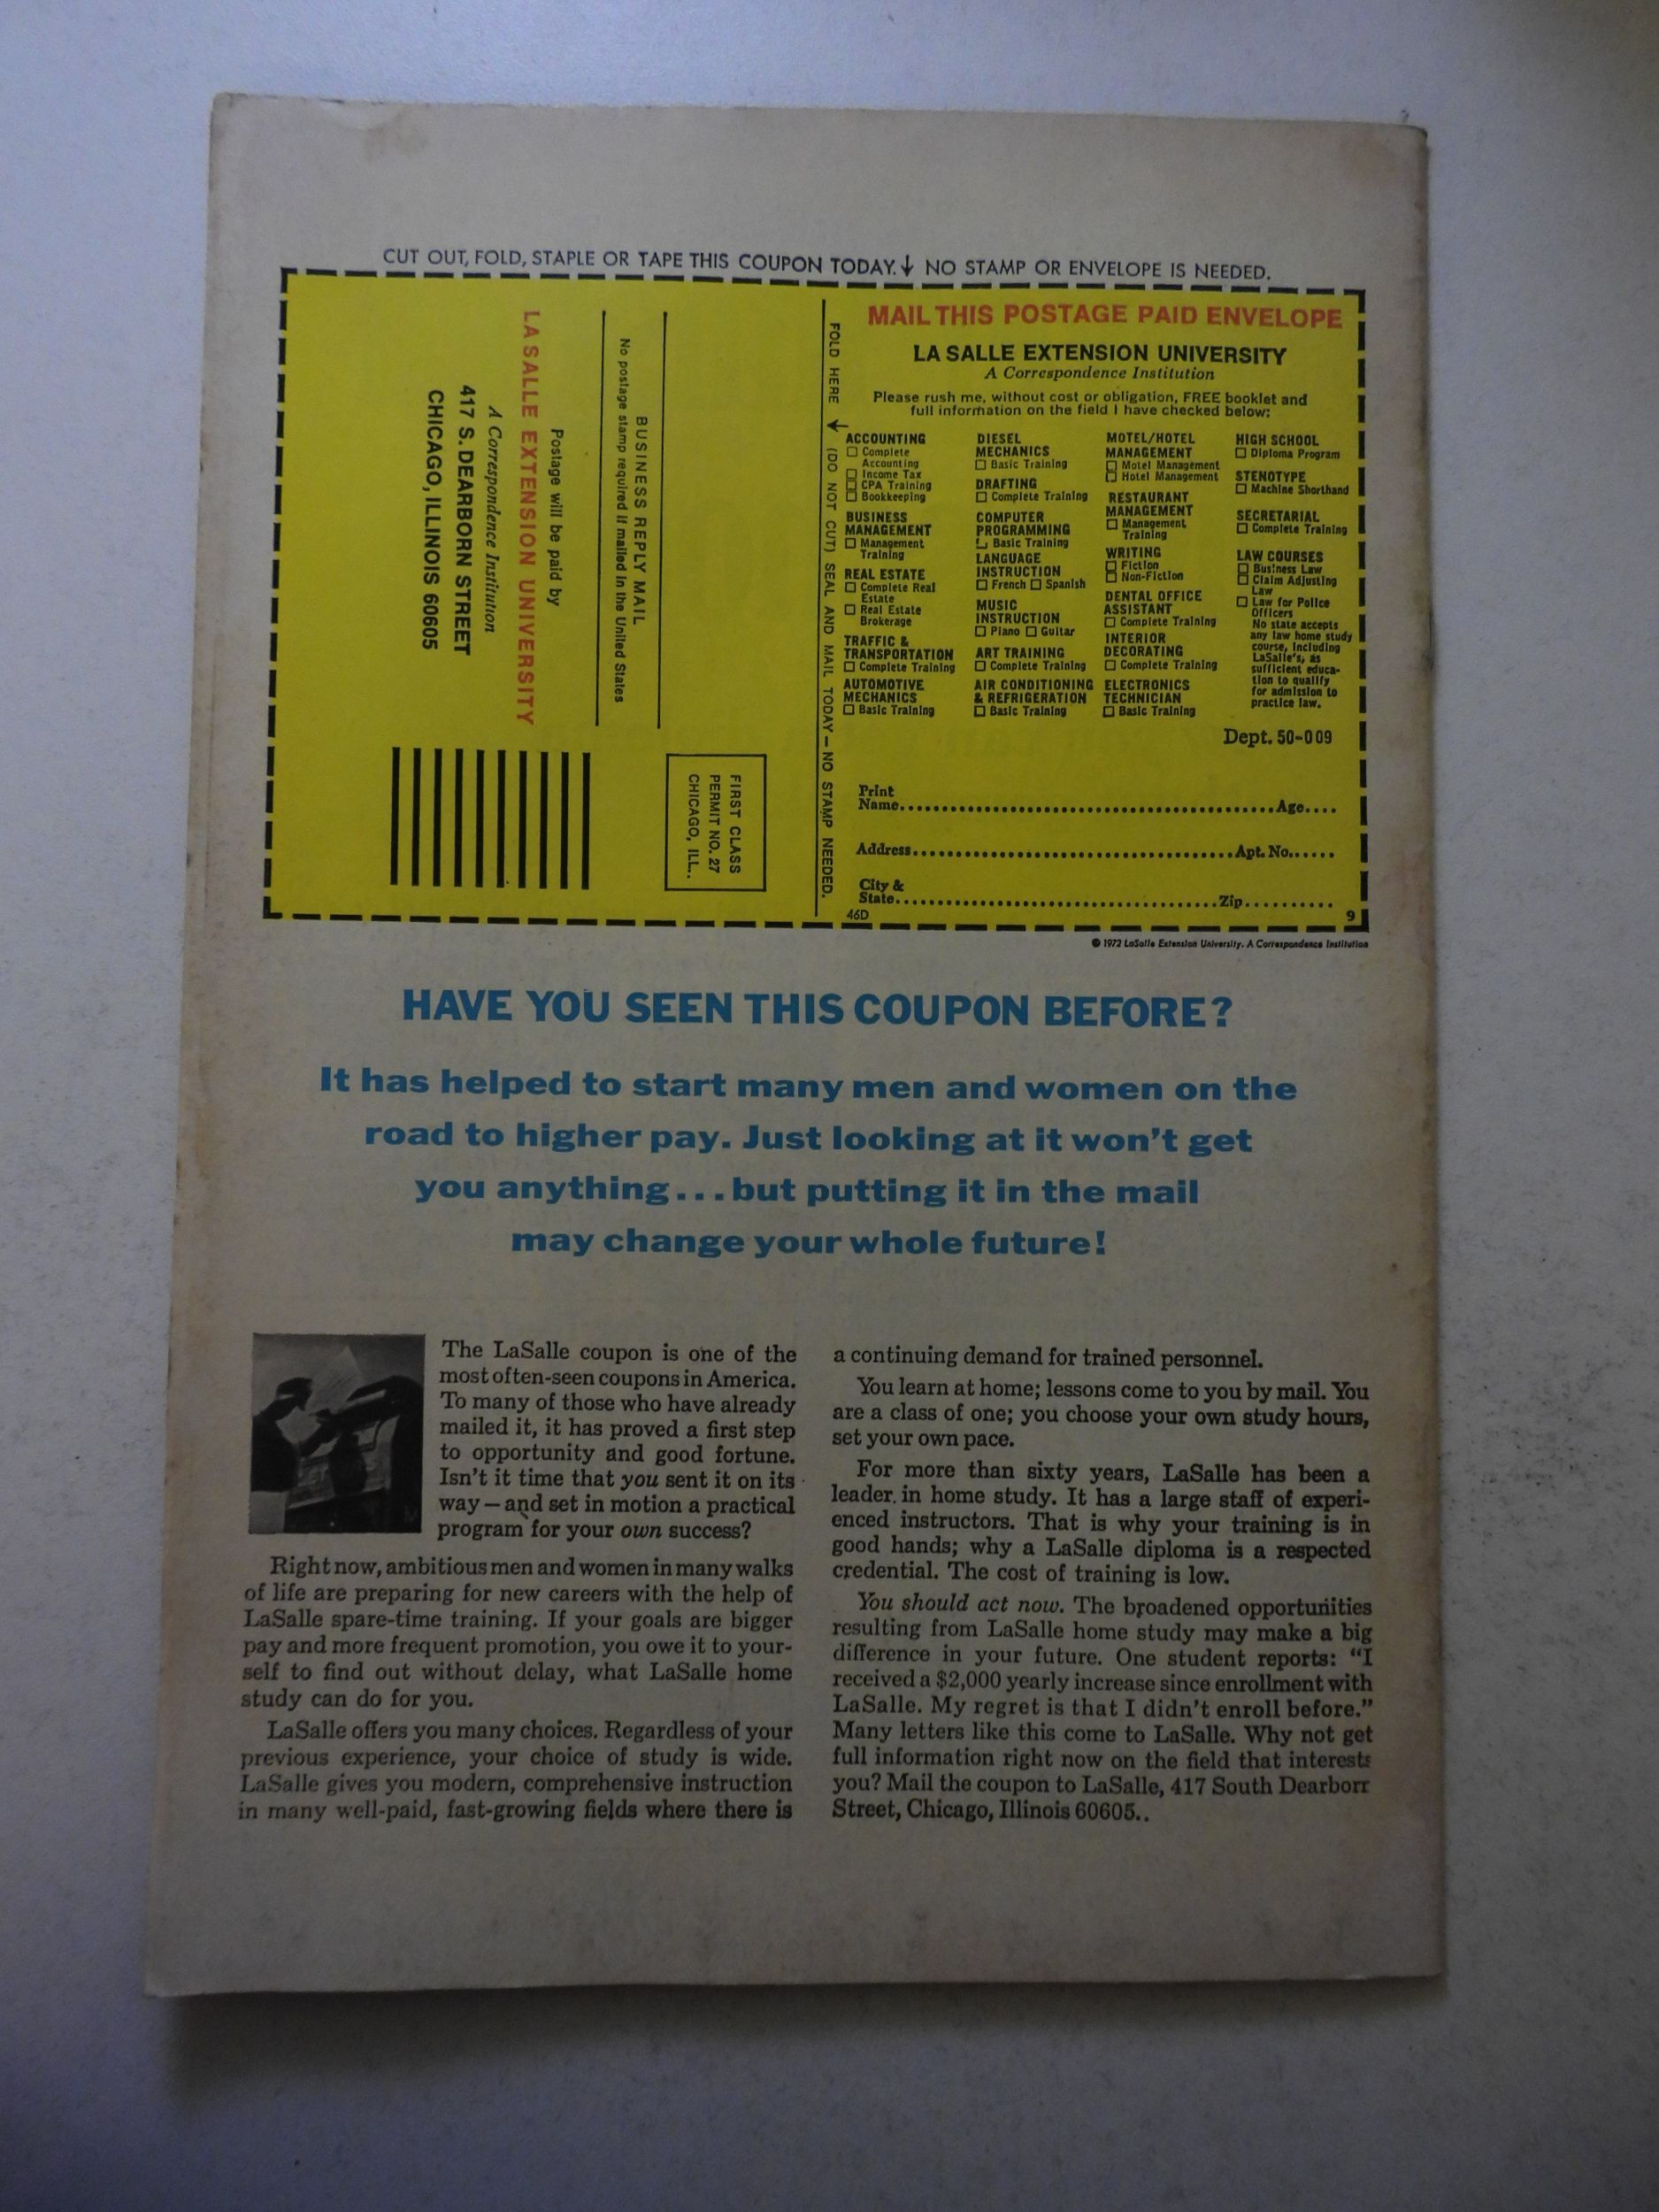 CUT OUT, FOLD, STAPLE OR TAPE THIS COUPON TODAY.↓ NO STAMP OR ENVELOPE IS NEEDED.
FIRST CLASS
PERMIT NO. 27
CHICAGO, ILL..
BUSINESS REPLY MAIL
No postage stamp required if mailed in the United States
Postage will be paid by
LA SALLE EXTENSION UNIVERSITY
A Correspondence Institution
417 S. DEARBORN STREET
CHICAGO, ILLINOIS 60605
FOLD HERE → (DO NOT CUT) SEAL AND MAIL TODAY — NO STAMP NEEDED.
MAIL THIS POSTAGE PAID ENVELOPE
LA SALLE EXTENSION UNIVERSITY
A Correspondence Institution
Please rush me, without cost or obligation, FREE booklet and
full information on the field I have checked below:
ACCOUNTING
☐ Complete
Accounting
☐ Income Tax
☐ CPA Training
☐ Bookkeeping
BUSINESS
MANAGEMENT
☐ Management
Training
REAL ESTATE
☐ Complete Real
Estate
☐ Real Estate
Brokerage
TRAFFIC &
TRANSPORTATION
☐ Complete Training
AUTOMOTIVE
MECHANICS
☐ Basic Training
DIESEL
MECHANICS
☐ Basic Training
DRAFTING
☐ Complete Training
COMPUTER
PROGRAMMING
☐ Basic Training
LANGUAGE
INSTRUCTION
☐ French ☐ Spanish
MUSIC
INSTRUCTION
☐ Piano ☐ Guitar
ART TRAINING
☐ Complete Training
AIR CONDITIONING
& REFRIGERATION
☐ Basic Training
MOTEL/HOTEL
MANAGEMENT
☐ Motel Management
☐ Hotel Management
RESTAURANT
MANAGEMENT
☐ Management
Training
WRITING
☐ Fiction
☐ Non-Fiction
DENTAL OFFICE
ASSISTANT
☐ Complete Training
INTERIOR
DECORATING
☐ Complete Training
ELECTRONICS
TECHNICIAN
☐ Basic Training
HIGH SCHOOL
☐ Diploma Program
STENOTYPE
☐ Machine Shorthand
SECRETARIAL
☐ Complete Training
LAW COURSES
☐ Business Law
☐ Claim Adjusting
Law
☐ Law for Police
Officers
No state accepts
any law home study
course, including
LaSalle's, as
sufficient educa-
tion to qualify
for admission to
practice law.
Dept. 50-009
Print
Name..........Age....
Address..........Apt. No......
City &
State..........Zip..........
46D 9
© 1972 LaSalle Extension University. A Correspondence Institution
HAVE YOU SEEN THIS COUPON BEFORE?
It has helped to start many men and women on the
road to higher pay. Just looking at it won't get
you anything...but putting it in the mail
may change your whole future!
The LaSalle coupon is one of the
most often-seen coupons in America.
To many of those who have already
mailed it, it has proved a first step
to opportunity and good fortune.
Isn't it time that you sent it on its
way—and set in motion a practical
program for your own success?
Right now, ambitious men and women in many walks
of life are preparing for new careers with the help of
LaSalle spare-time training. If your goals are bigger
pay and more frequent promotion, you owe it to your-
self to find out without delay, what LaSalle home
study can do for you.
LaSalle offers you many choices. Regardless of your
previous experience, your choice of study is wide.
LaSalle gives you modern, comprehensive instruction
in many well-paid, fast-growing fields where there is
a continuing demand for trained personnel.
You learn at home; lessons come to you by mail. You
are a class of one; you choose your own study hours,
set your own pace.
For more than sixty years, LaSalle has been a
leader in home study. It has a large staff of experi-
enced instructors. That is why your training is in
good hands; why a LaSalle diploma is a respected
credential. The cost of training is low.
You should act now. The broadened opportunities
resulting from LaSalle home study may make a big
difference in your future. One student reports: "I
received a $2,000 yearly increase since enrollment with
LaSalle. My regret is that I didn't enroll before."
Many letters like this come to LaSalle. Why not get
full information right now on the field that interests
you? Mail the coupon to LaSalle, 417 South Dearborn
Street, Chicago, Illinois 60605..